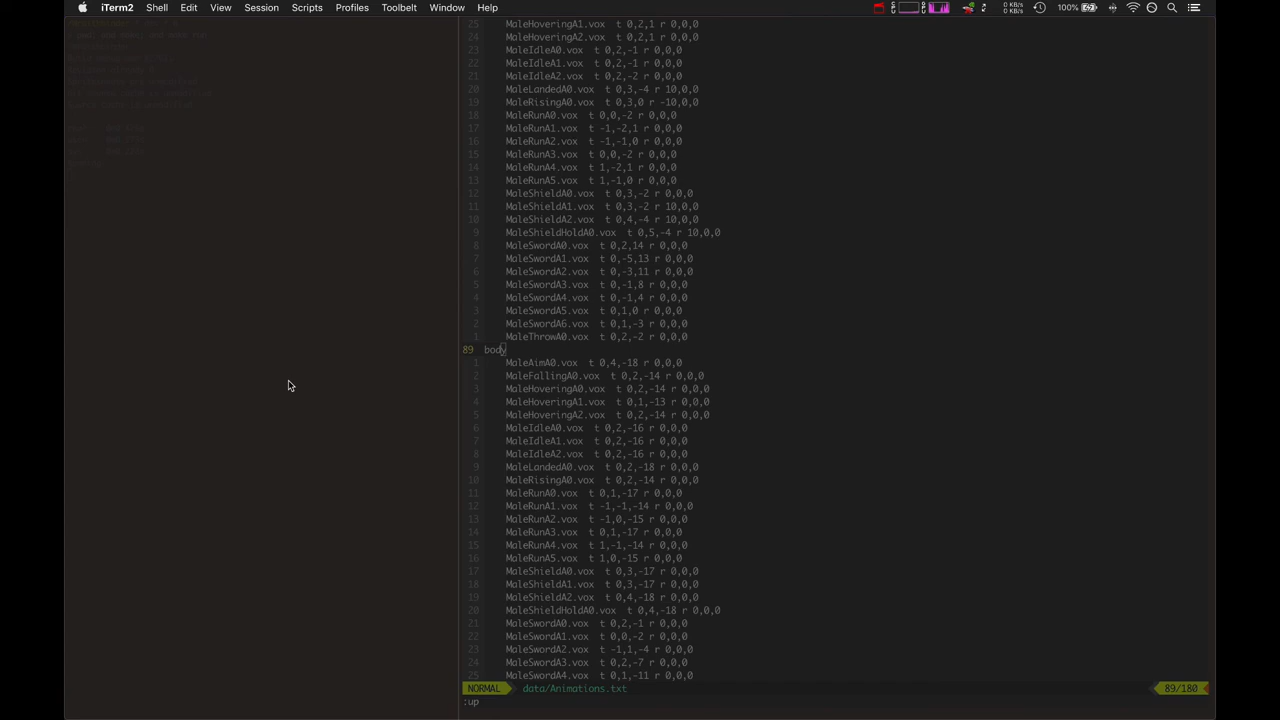 iTerm2 Shell Edit View Session Scripts Profiles Toolbelt Window Help 0 KB/s 0 KB/s 100%
25 MaleHoveringA1.vox t 0,2,1 r 0,0,0
24 MaleHoveringA2.vox t 0,2,1 r 0,0,0
23 MaleIdleA0.vox t 0,2,-1 r 0,0,0
22 MaleIdleA1.vox t 0,2,-1 r 0,0,0
21 MaleIdleA2.vox t 0,2,-2 r 0,0,0
20 MaleLandedA0.vox t 0,3,-4 r 10,0,0
19 MaleRisingA0.vox t 0,3,0 r -10,0,0
18 MaleRunA0.vox t 0,0,-2 r 0,0,0
17 MaleRunA1.vox t -1,-2,1 r 0,0,0
16 MaleRunA2.vox t -1,-1,0 r 0,0,0
15 MaleRunA3.vox t 0,0,-2 r 0,0,0
14 MaleRunA4.vox t 1,-2,1 r 0,0,0
13 MaleRunA5.vox t 1,-1,0 r 0,0,0
12 MaleShieldA0.vox t 0,3,-2 r 0,0,0
11 MaleShieldA1.vox t 0,3,-2 r 10,0,0
10 MaleShieldA2.vox t 0,4,-4 r 10,0,0
9 MaleShieldHoldA0.vox t 0,5,-4 r 10,0,0
8 MaleSwordA0.vox t 0,2,14 r 0,0,0
7 MaleSwordA1.vox t 0,-5,13 r 0,0,0
6 MaleSwordA2.vox t 0,-3,11 r 0,0,0
5 MaleSwordA3.vox t 0,-1,8 r 0,0,0
4 MaleSwordA4.vox t 0,-1,4 r 0,0,0
3 MaleSwordA5.vox t 0,1,0 r 0,0,0
2 MaleSwordA6.vox t 0,1,-3 r 0,0,0
1 MaleThrowA0.vox t 0,2,-2 r 0,0,0
89 body
1 MaleAimA0.vox t 0,4,-18 r 0,0,0
2 MaleFallingA0.vox t 0,2,-14 r 0,0,0
3 MaleHoveringA0.vox t 0,2,-14 r 0,0,0
4 MaleHoveringA1.vox t 0,1,-13 r 0,0,0
5 MaleHoveringA2.vox t 0,2,-14 r 0,0,0
6 MaleIdleA0.vox t 0,2,-16 r 0,0,0
7 MaleIdleA1.vox t 0,2,-16 r 0,0,0
8 MaleIdleA2.vox t 0,2,-16 r 0,0,0
9 MaleLandedA0.vox t 0,2,-18 r 0,0,0
10 MaleRisingA0.vox t 0,2,-14 r 0,0,0
11 MaleRunA0.vox t 0,1,-17 r 0,0,0
12 MaleRunA1.vox t -1,-1,-14 r 0,0,0
13 MaleRunA2.vox t -1,0,-15 r 0,0,0
14 MaleRunA3.vox t 0,1,-17 r 0,0,0
15 MaleRunA4.vox t 1,-1,-14 r 0,0,0
16 MaleRunA5.vox t 1,0,-15 r 0,0,0
17 MaleShieldA0.vox t 0,3,-17 r 0,0,0
18 MaleShieldA1.vox t 0,3,-17 r 0,0,0
19 MaleShieldA2.vox t 0,4,-18 r 0,0,0
20 MaleShieldHoldA0.vox t 0,4,-18 r 0,0,0
21 MaleSwordA0.vox t 0,2,-1 r 0,0,0
22 MaleSwordA1.vox t 0,0,-2 r 0,0,0
23 MaleSwordA2.vox t -1,1,-4 r 0,0,0
24 MaleSwordA3.vox t 0,2,-7 r 0,0,0
25 MaleSwordA4.vox t 0,1,-11 r 0,0,0
NORMAL data/Animations.txt 89/180
:up